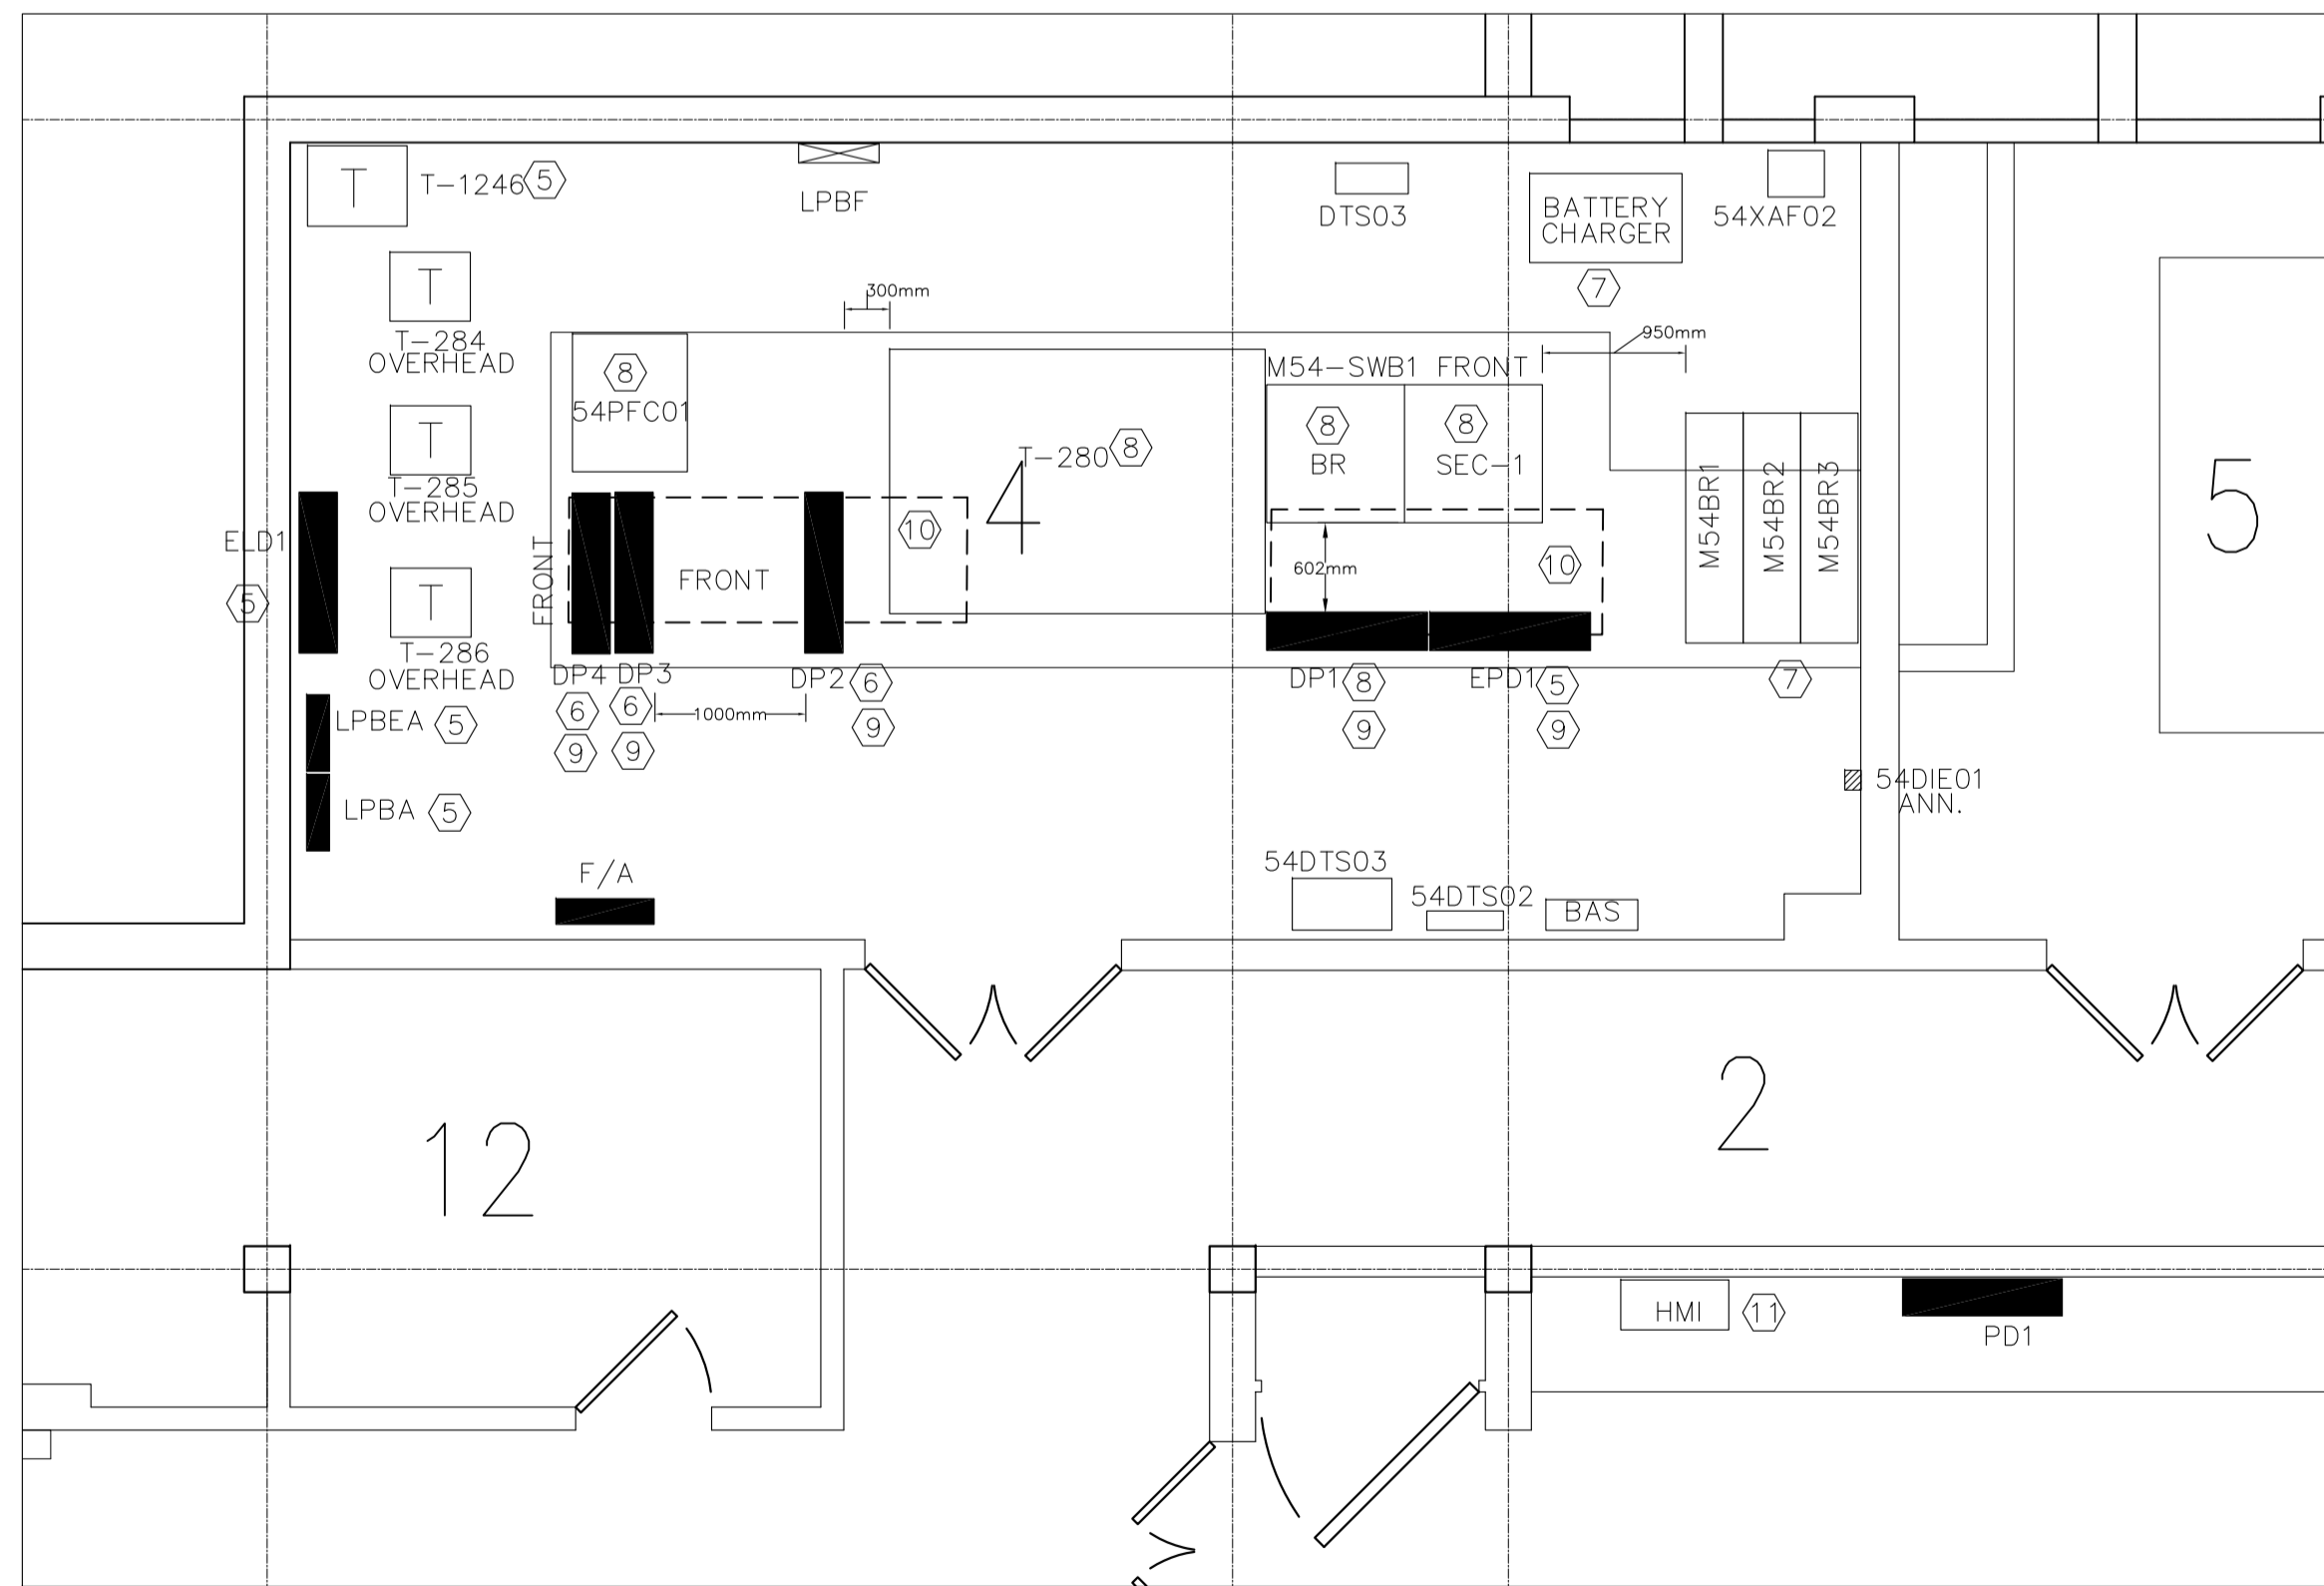 T
T-1246
5
LPBF
DTS03
BATTERY
CHARGER
7
54XAF02
T
T-284
OVERHEAD
300mm
950mm
8
54PFC01
M54-SWB1 FRONT
8
BR
8
SEC-1
T-280
8
4
T
T-285
OVERHEAD
M54BR1
M54BR2
M54BR3
7
5
ELD1
5
FRONT
FRONT
10
602mm
10
T
T-286
OVERHEAD
DP4
6
9
DP3
6
9
1000mm
DP2
6
9
DP1
8
9
EPD1
5
9
LPBEA
5
LPBA
5
54DIE01
ANN.
F/A
54DTS03
54DTS02
BAS
12
2
HMI
11
PD1